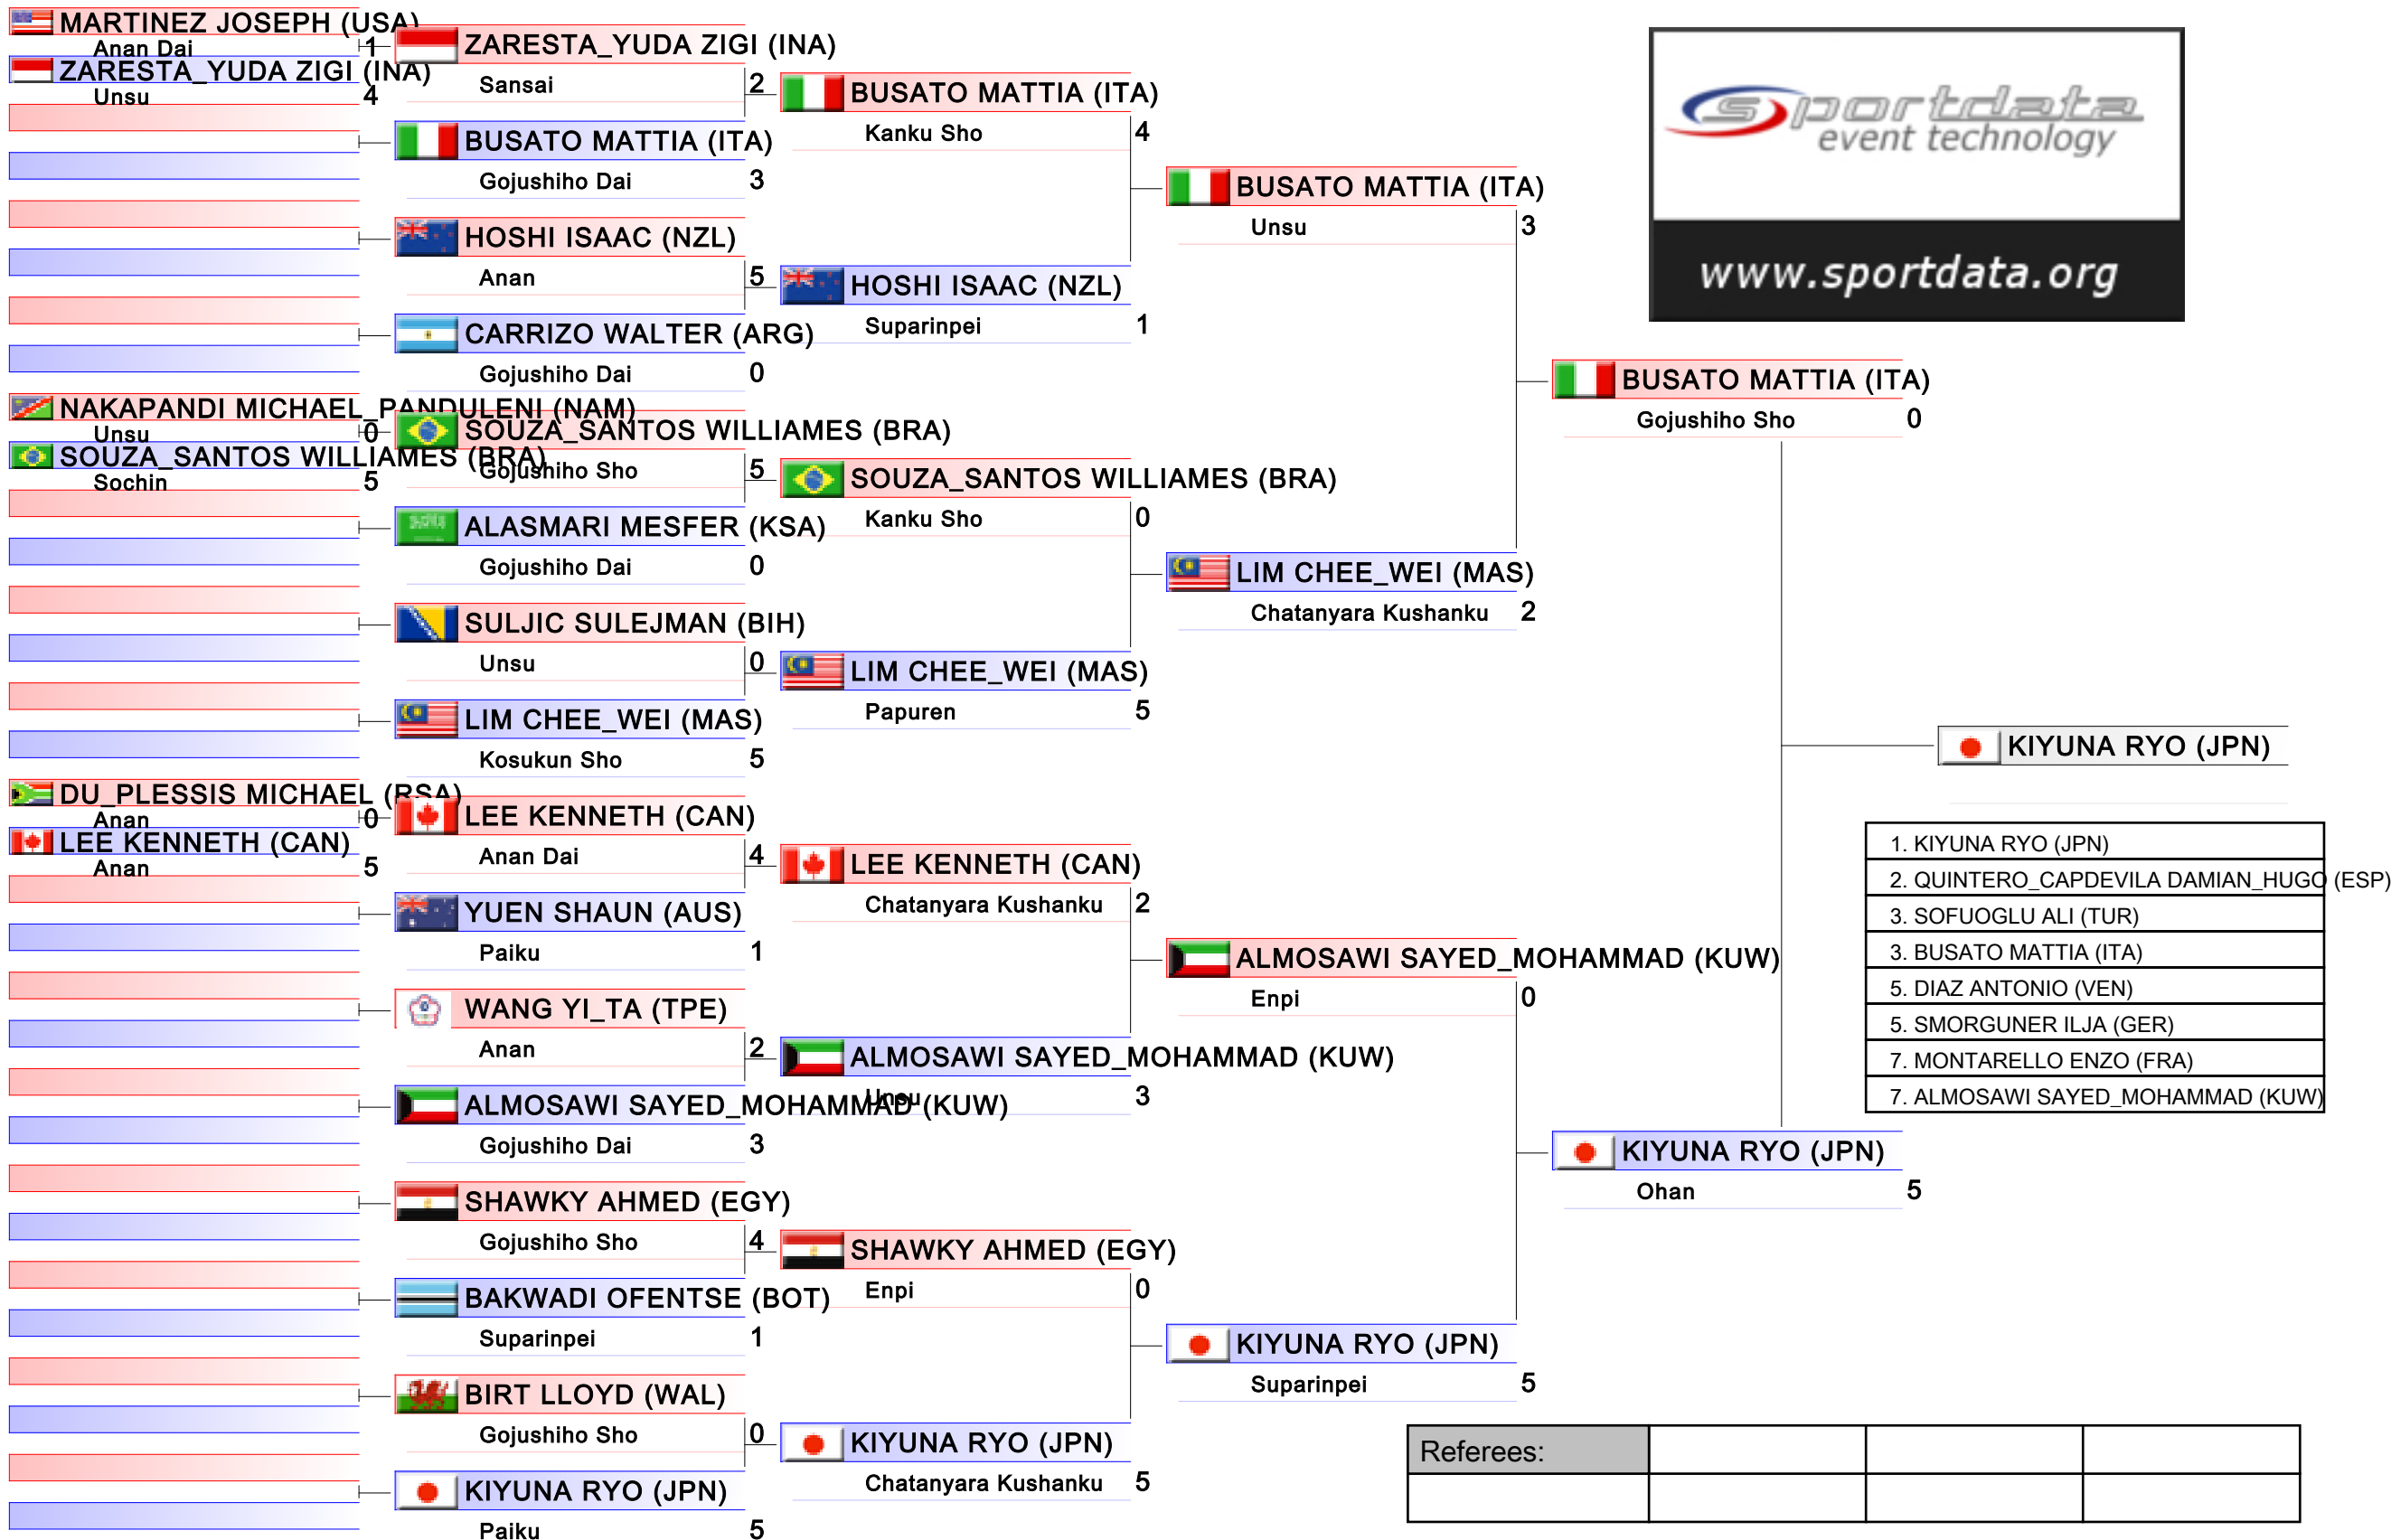 MARTINEZ JOSEPH (USA)
Anan Dai 1
ZARESTA_YUDA ZIGI (INA)
Unsu 4
NAKAPANDI MICHAEL_PANDULENI (NAM)
Unsu 0
SOUZA_SANTOS WILLIAMES (BRA)
Sochin 5
DU_PLESSIS MICHAEL (RSA)
Anan 0
LEE KENNETH (CAN)
Anan 5
ZARESTA_YUDA ZIGI (INA)
Sansai 2
BUSATO MATTIA (ITA)
Gojushiho Dai 3
HOSHI ISAAC (NZL)
Anan 5
CARRIZO WALTER (ARG)
Gojushiho Dai 0
SOUZA_SANTOS WILLIAMES (BRA)
Gojushiho Sho 5
ALASMARI MESFER (KSA)
Gojushiho Dai 0
SULJIC SULEJMAN (BIH)
Unsu 0
LIM CHEE_WEI (MAS)
Kosukun Sho 5
LEE KENNETH (CAN)
Anan Dai 4
YUEN SHAUN (AUS)
Paiku 1
WANG YI_TA (TPE)
Anan 2
ALMOSAWI SAYED_MOHAMMAD (KUW)
Gojushiho Dai 3
SHAWKY AHMED (EGY)
Gojushiho Sho 4
BAKWADI OFENTSE (BOT)
Suparinpei 1
BIRT LLOYD (WAL)
Gojushiho Sho 0
KIYUNA RYO (JPN)
Paiku 5
BUSATO MATTIA (ITA)
Kanku Sho 4
HOSHI ISAAC (NZL)
Suparinpei 1
SOUZA_SANTOS WILLIAMES (BRA)
Kanku Sho 0
LIM CHEE_WEI (MAS)
Papuren 5
LEE KENNETH (CAN)
Chatanyara Kushanku 2
ALMOSAWI SAYED_MOHAMMAD (KUW)
Unsu 3
SHAWKY AHMED (EGY)
Enpi 0
KIYUNA RYO (JPN)
Chatanyara Kushanku 5
BUSATO MATTIA (ITA)
Unsu 3
LIM CHEE_WEI (MAS)
Chatanyara Kushanku 2
ALMOSAWI SAYED_MOHAMMAD (KUW)
Enpi 0
KIYUNA RYO (JPN)
Suparinpei 5
BUSATO MATTIA (ITA)
Gojushiho Sho 0
KIYUNA RYO (JPN)
Ohan 5
KIYUNA RYO (JPN)
sportdata
event technology
www.sportdata.org
1. KIYUNA RYO (JPN)
2. QUINTERO_CAPDEVILA DAMIAN_HUGO (ESP)
3. SOFUOGLU ALI (TUR)
3. BUSATO MATTIA (ITA)
5. DIAZ ANTONIO (VEN)
5. SMORGUNER ILJA (GER)
7. MONTARELLO ENZO (FRA)
7. ALMOSAWI SAYED_MOHAMMAD (KUW)
Referees: